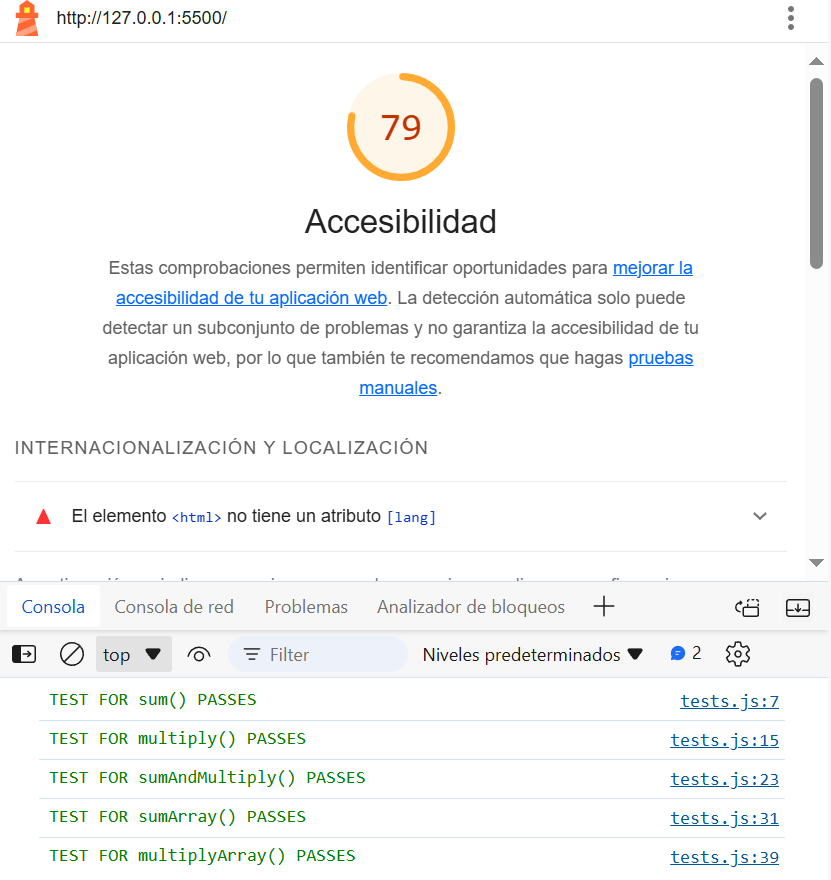 http://127.0.0.1:5500/
79
Accesibilidad
Estas comprobaciones permiten identificar oportunidades para mejorar la
accesibilidad de tu aplicación web. La detección automática solo puede
detectar un subconjunto de problemas y no garantiza la accesibilidad de tu
aplicación web, por lo que también te recomendamos que hagas pruebas
manuales.
INTERNACIONALIZACIÓN Y LOCALIZACIÓN
El elemento <html> no tiene un atributo [lang]
Consola Consola de red Problemas Analizador de bloqueos
top Filter Niveles predeterminados 2
TEST FOR sum() PASSES tests.js:7
TEST FOR multiply() PASSES tests.js:15
TEST FOR sumAndMultiply() PASSES tests.js:23
TEST FOR sumArray() PASSES tests.js:31
TEST FOR multiplyArray() PASSES tests.js:39